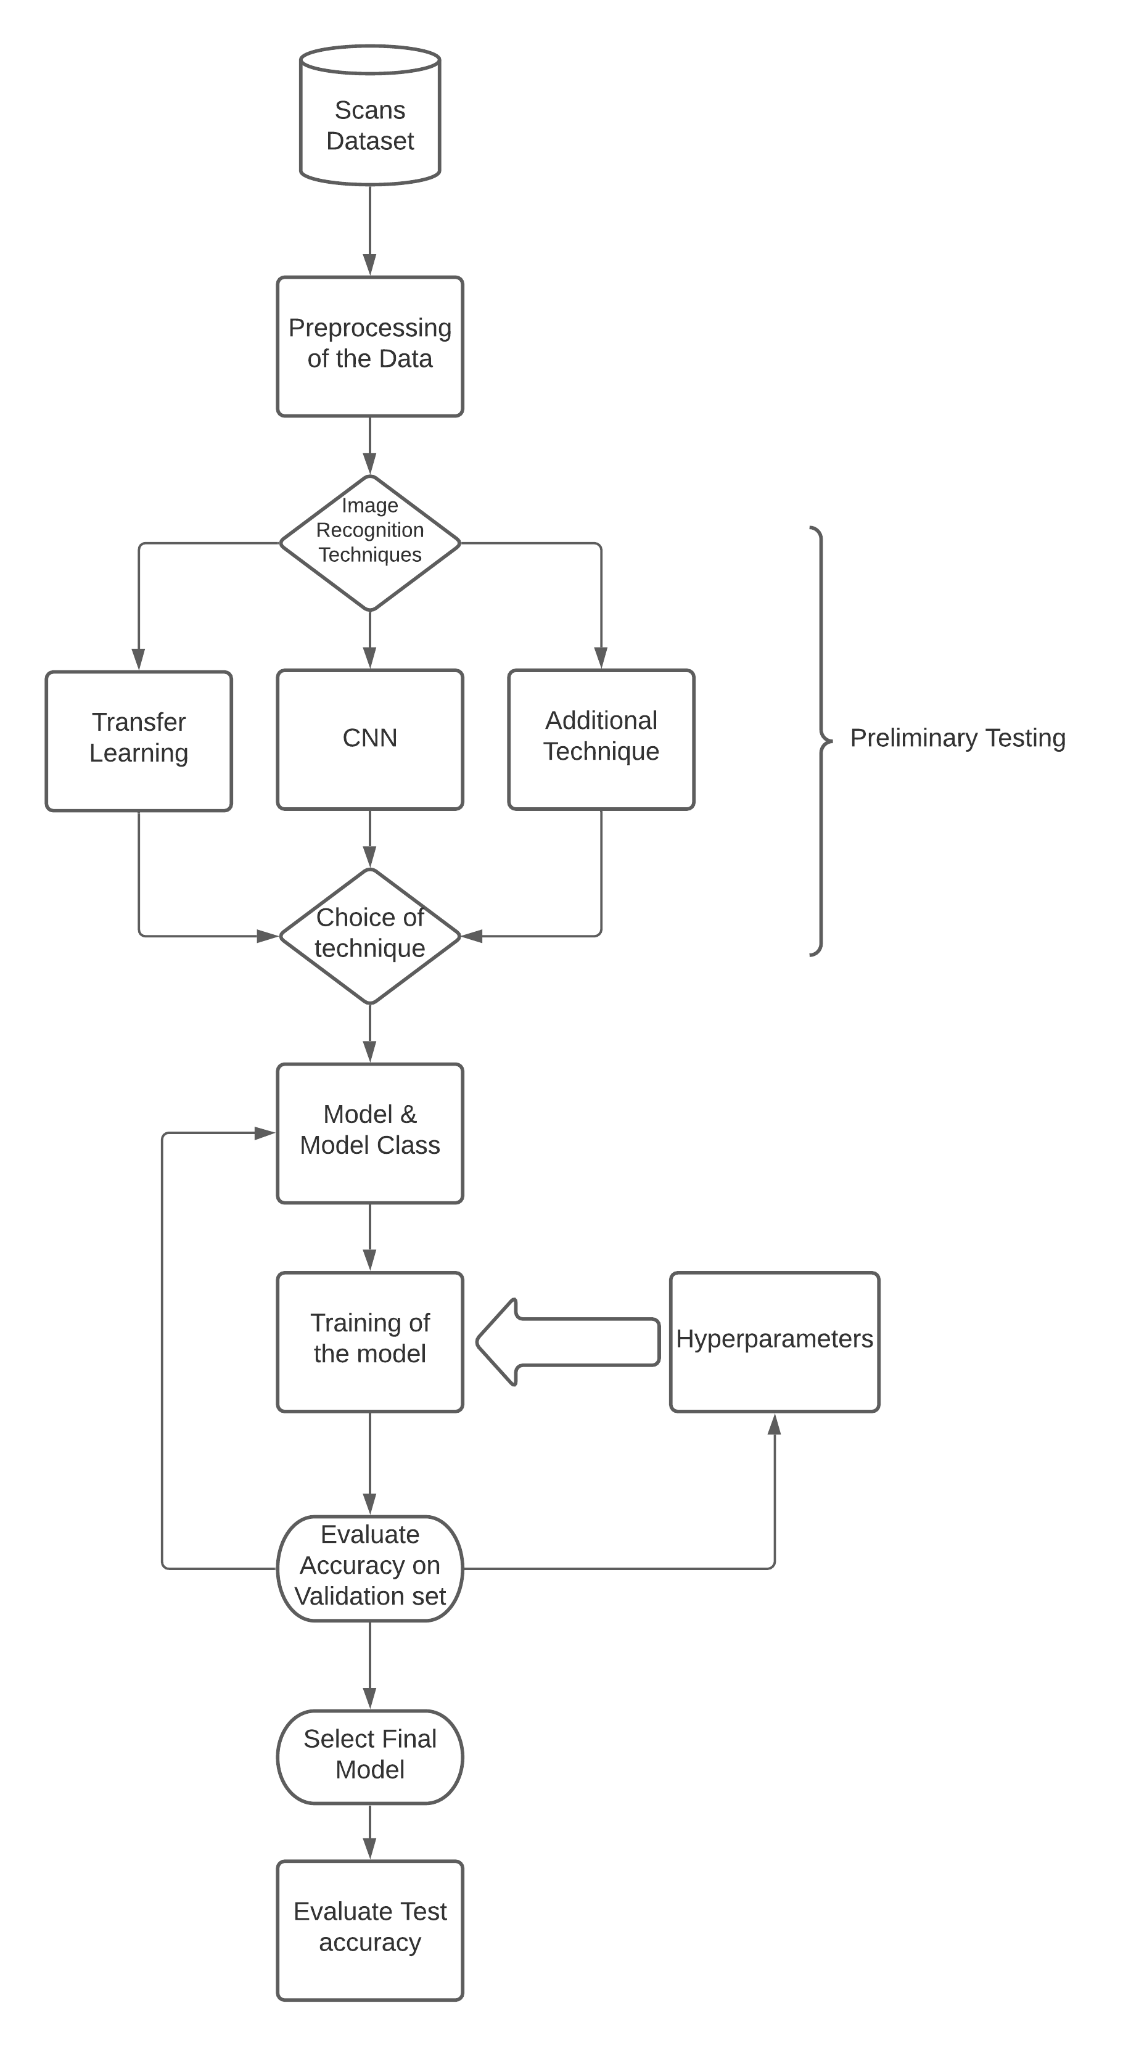 Scans
Dataset
Preprocessing
of the Data
Image
Recognition
Techniques
Transfer
Learning
CNN
Additional
Technique
Preliminary Testing
Choice of
technique
Model &
Model Class
Training of
the model
Hyperparameters
Evaluate
Accuracy on
Validation set
Select Final
Model
Evaluate Test
accuracy